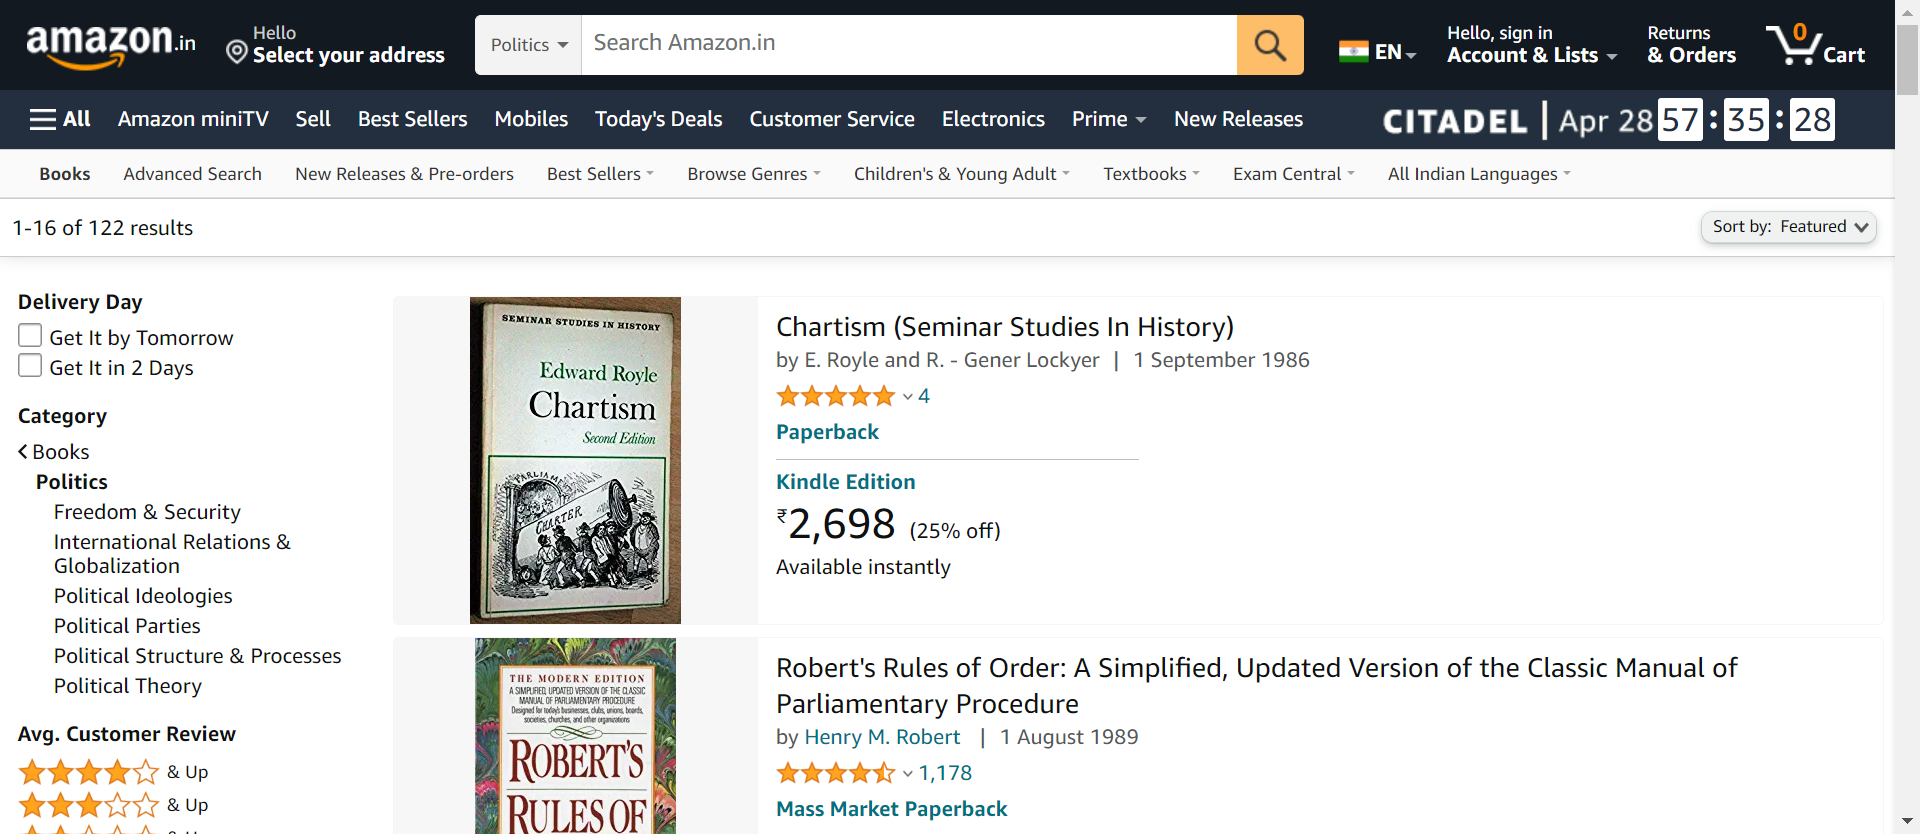 amazon.in
Hello
Select your address
Politics
Search Amazon.in
EN
Hello, sign in
Account & Lists
Returns
& Orders
0
Cart
All
Amazon miniTV
Sell
Best Sellers
Mobiles
Today's Deals
Customer Service
Electronics
Prime
New Releases
CITADEL | Apr 28 57 : 35 : 28
Books
Advanced Search
New Releases & Pre-orders
Best Sellers
Browse Genres
Children's & Young Adult
Textbooks
Exam Central
All Indian Languages
1-16 of 122 results
Sort by: Featured
Delivery Day
Get It by Tomorrow
Get It in 2 Days
Category
Books
Politics
Freedom & Security
International Relations &
Globalization
Political Ideologies
Political Parties
Political Structure & Processes
Political Theory
Avg. Customer Review
& Up
& Up
SEMINAR STUDIES IN HISTORY
Edward Royle
Chartism
Second Edition
PARLIAM
CHARTER
Chartism (Seminar Studies In History)
by E. Royle and R. - Gener Lockyer | 1 September 1986
4
Paperback
Kindle Edition
₹2,698 (25% off)
Available instantly
THE MODERN EDITION
A SIMPLIFIED, UPDATED VERSION OF THE CLASSIC
MANUAL OF PARLIAMENTARY PROCEDURE
Designed for today's businesses, clubs, unions, boards,
societies, churches, and other organizations
ROBERT'S
RULES OF
Robert's Rules of Order: A Simplified, Updated Version of the Classic Manual of
Parliamentary Procedure
by Henry M. Robert | 1 August 1989
1,178
Mass Market Paperback